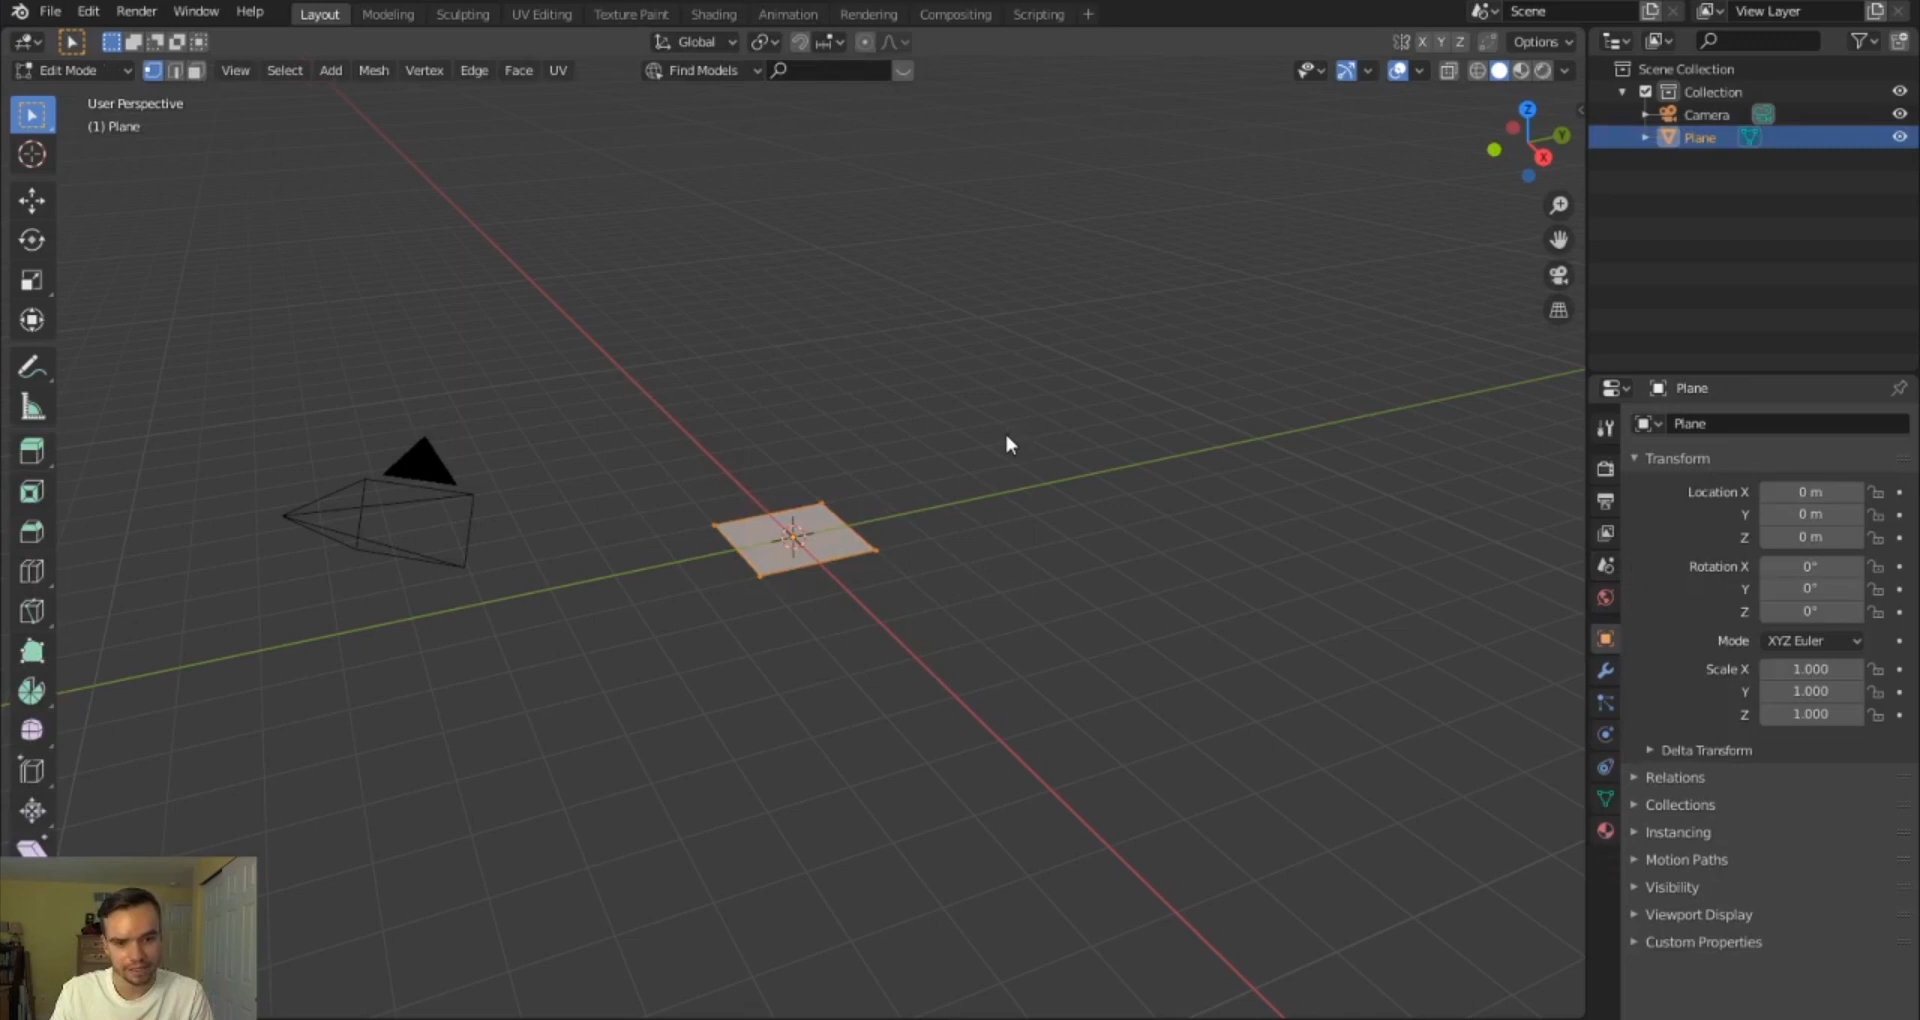 File Edit Render Window Help Layout Modeling Sculpting UV Editing Texture Paint Shading Animation Rendering Compositing Scripting + Scene View Layer
Global X Y Z Options
Edit Mode View Select Add Mesh Vertex Edge Face UV Find Models
User Perspective
(1) Plane
Z
Y
X
Scene Collection
Collection
Camera
Plane
Plane
Plane
Transform
Location X 0 m
Y 0 m
Z 0 m
Rotation X 0°
Y 0°
Z 0°
Mode XYZ Euler
Scale X 1.000
Y 1.000
Z 1.000
Delta Transform
Relations
Collections
Instancing
Motion Paths
Visibility
Viewport Display
Custom Properties